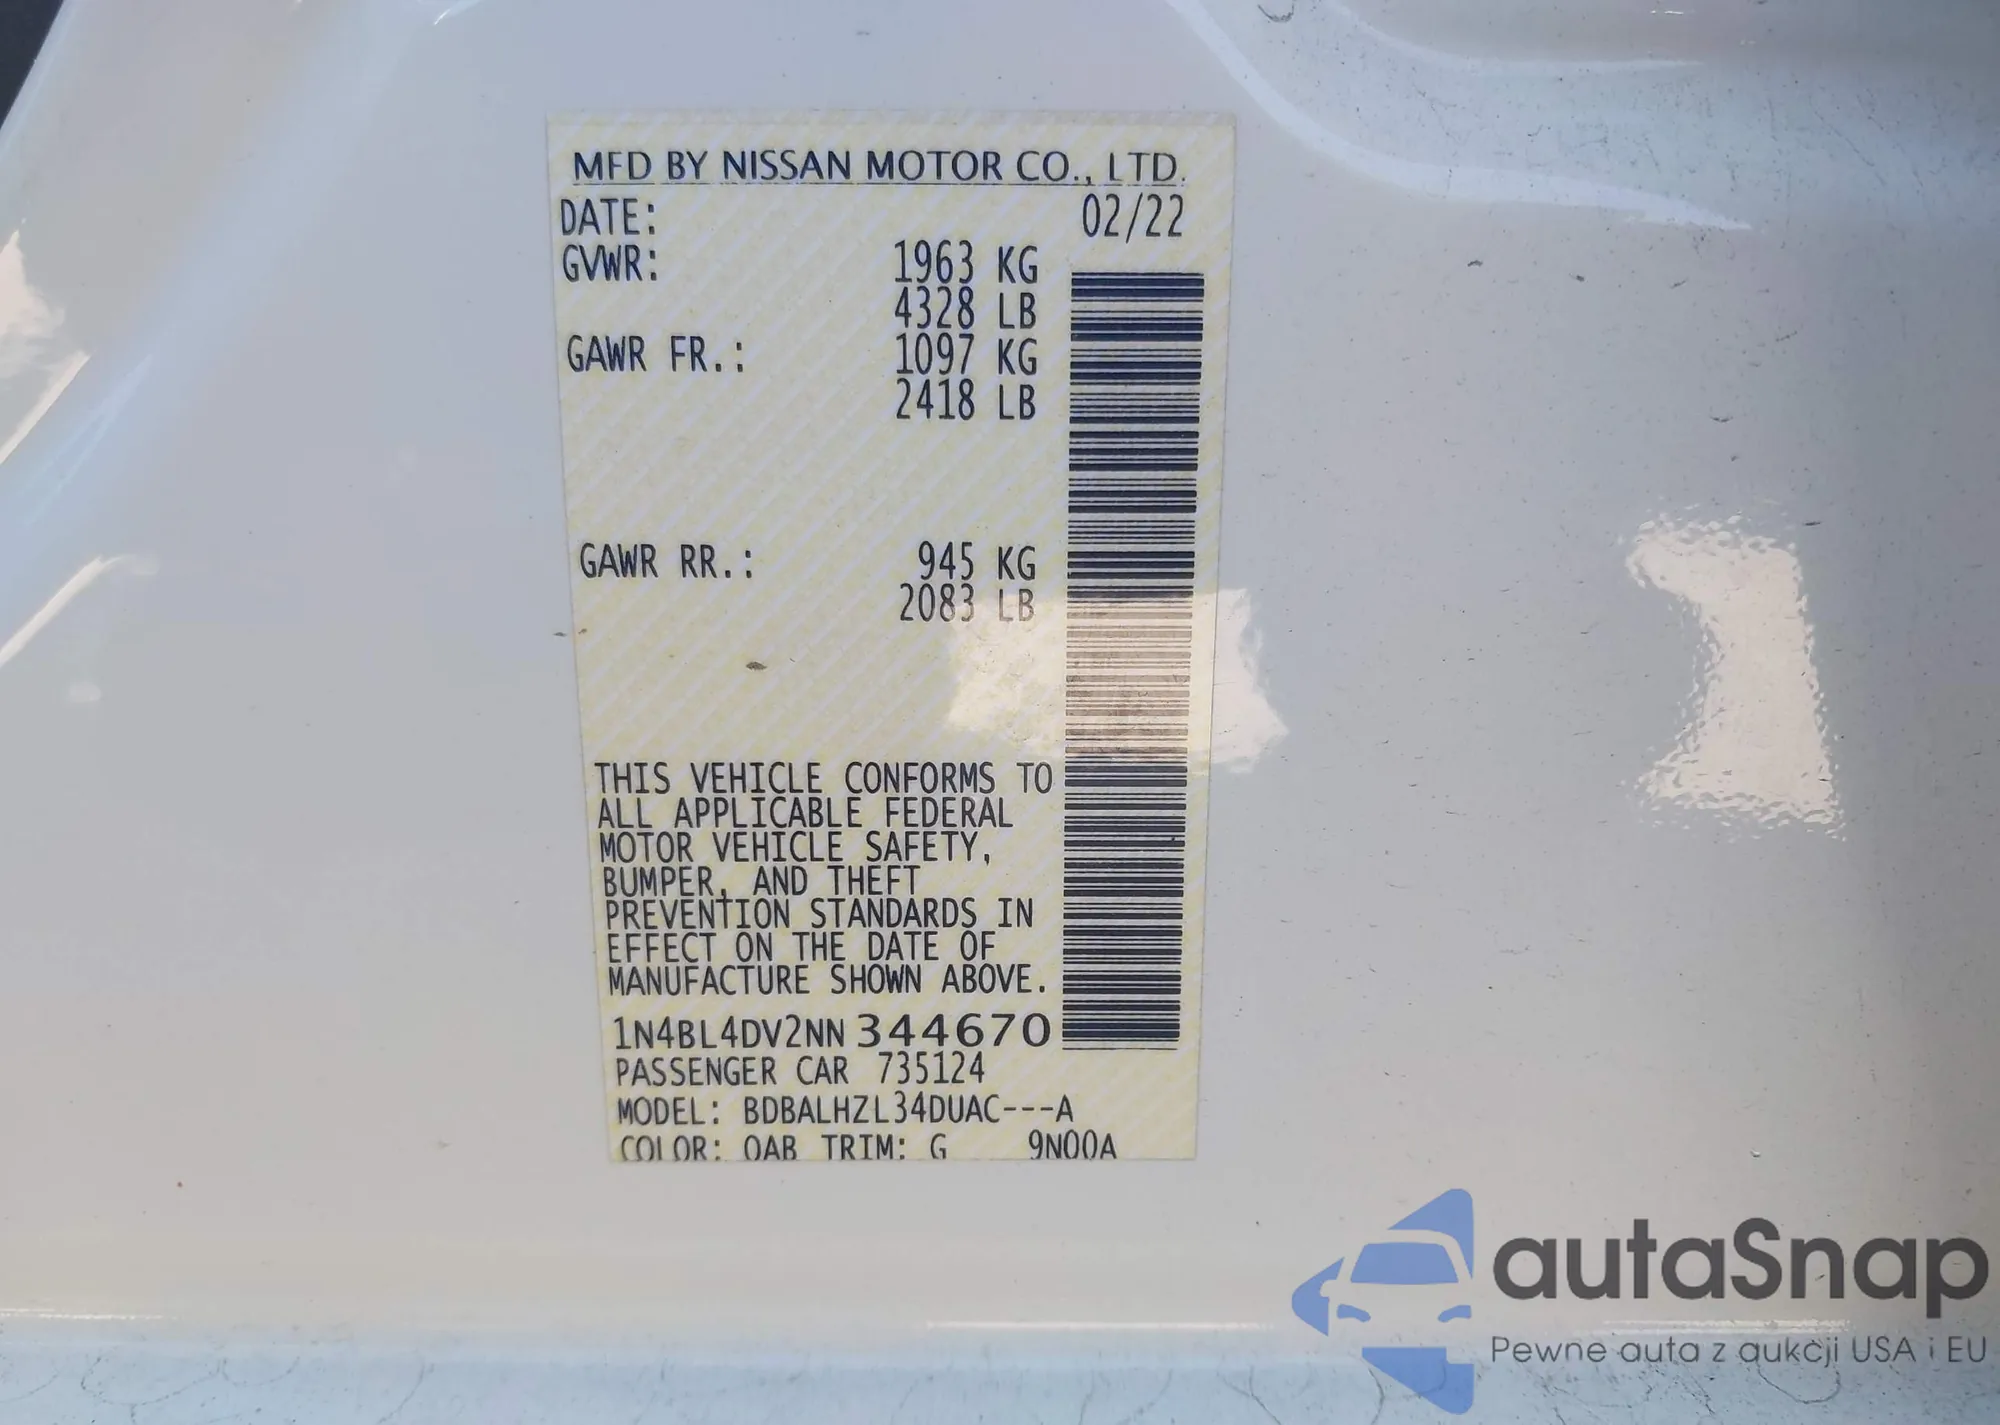 MFD BY NISSAN MOTOR CO., LTD.
DATE: 02/22
GVWR: 1963 KG
4328 LB
GAWR FR.: 1097 KG
2418 LB
GAWR RR.: 945 KG
2083 LB
THIS VEHICLE CONFORMS TO
ALL APPLICABLE FEDERAL
MOTOR VEHICLE SAFETY,
BUMPER, AND THEFT
PREVENTION STANDARDS IN
EFFECT ON THE DATE OF
MANUFACTURE SHOWN ABOVE.
1N4BL4DV2NN344670
PASSENGER CAR 735124
MODEL: BDBALHZL34DUAC---A
COLOR: QAB TRIM: G 9N00A
autaSnap
Pewne auta z aukcji USA i EU